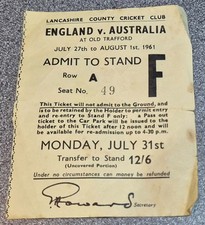 LANCASHIRE COUNTY CRICKET CLUB
ENGLAND v. AUSTRALIA
AT OLD TRAFFORD
JULY 27th to AUGUST 1st, 1961
ADMIT TO STAND
F
Row A
Seat No. 49
This Ticket will not admit to the Ground, and
is to be retained by the Holder to permit entry
and re-entry to Stand F only: a Pass out
ticket to the Car Park will be issued to the
holder of this Ticket after 12 noon and will be
available for re-admission up to 4-30 p.m.
MONDAY, JULY 31st
Transfer to Stand 12/6
(Uncovered Portion)
Under no circumstances can money be refunded
Secretary